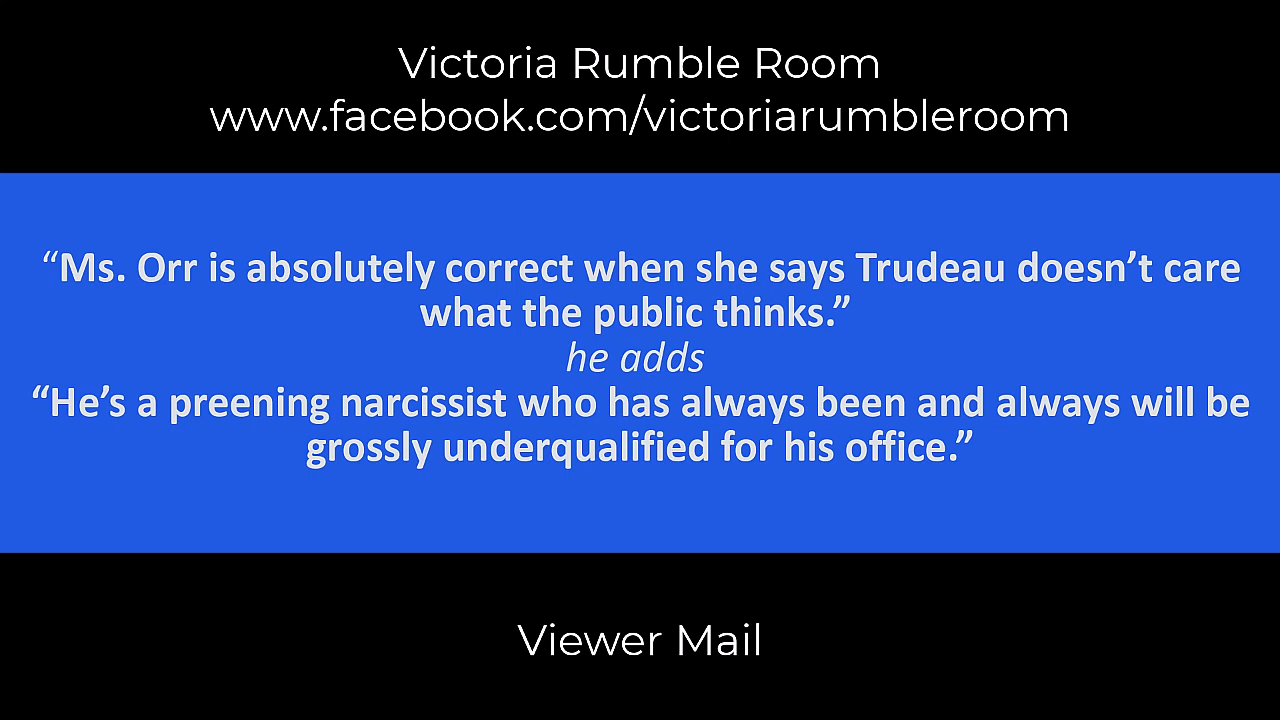 Victoria Rumble Room
www.facebook.com/victoriarumbleroom
“Ms. Orr is absolutely correct when she says Trudeau doesn’t care
what the public thinks.”
he adds
“He’s a preening narcissist who has always been and always will be
grossly underqualified for his office.”
Viewer Mail